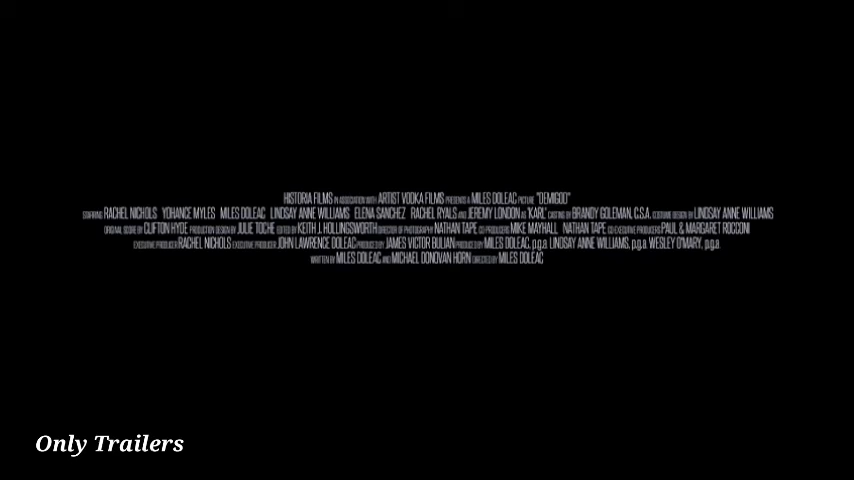 HISTORIA FILMS IN ASSOCIATION WITH ARTIST VODKA FILMS PRESENTS A MILES DOLEAC PICTURE "DEMIGOD"
STARRING RACHEL NICHOLS YOHANCE MYLES MILES DOLEAC LINDSAY ANNE WILLIAMS ELENA SANCHEZ RACHEL RYALS AND JEREMY LONDON AS 'KARL' CASTING BY BRANDY GOLEMAN, C.S.A. COSTUME DESIGN BY LINDSAY ANNE WILLIAMS
ORIGINAL SCORE BY CLIFTON HYDE PRODUCTION DESIGN BY JULIE TOCHE EDITED BY KEITH J. HOLLINGSWORTH DIRECTOR OF PHOTOGRAPHY NATHAN TAPE CO-PRODUCERS MIKE MAYHALL NATHAN TAPE CO-EXECUTIVE PRODUCERS PAUL & MARGARET ROCCONI
EXECUTIVE PRODUCER RACHEL NICHOLS EXECUTIVE PRODUCER JOHN LAWRENCE DOLEAC PRODUCED BY JAMES VICTOR BULIAN PRODUCED BY MILES DOLEAC, p.g.a LINDSAY ANNE WILLIAMS, p.g.a WESLEY O'MARY, p.g.a
WRITTEN BY MILES DOLEAC AND MICHAEL DONOVAN HORN DIRECTED BY MILES DOLEAC
Only Trailers